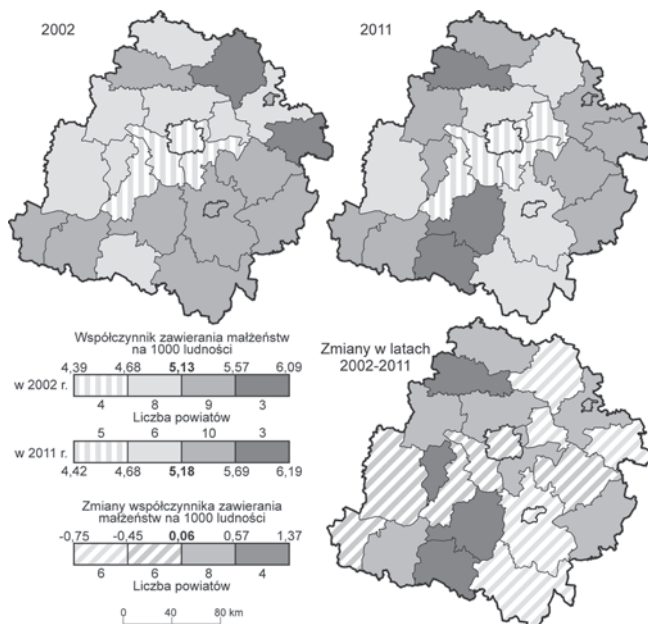 2002
2011
Współczynnik zawierania małżeństw
na 1000 ludności
4,39 4,68 5,13 5,57 6,09
w 2002 r.
4 8 9 3
Liczba powiatów
5 6 10 3
w 2011 r.
4,42 4,68 5,18 5,69 6,19
Zmiany współczynnika zawierania
małżeństw na 1000 ludności
-0,75 -0,45 0,06 0,57 1,37
6 6 8 4
Liczba powiatów
0 40 80 km
Zmiany w latach
2002-2011